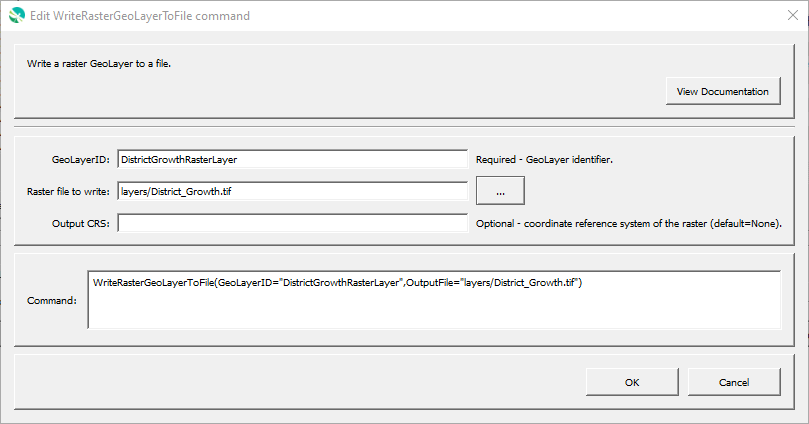 Edit WriteRasterGeoLayerToFile command
Write a raster GeoLayer to a file.
View Documentation
GeoLayerID: DistrictGrowthRasterLayer Required - GeoLayer identifier.
Raster file to write: layers/District_Growth.tif ...
Output CRS: Optional - coordinate reference system of the raster (default=None).
Command: WriteRasterGeoLayerToFile(GeoLayerID="DistrictGrowthRasterLayer",OutputFile="layers/District_Growth.tif")
OK Cancel